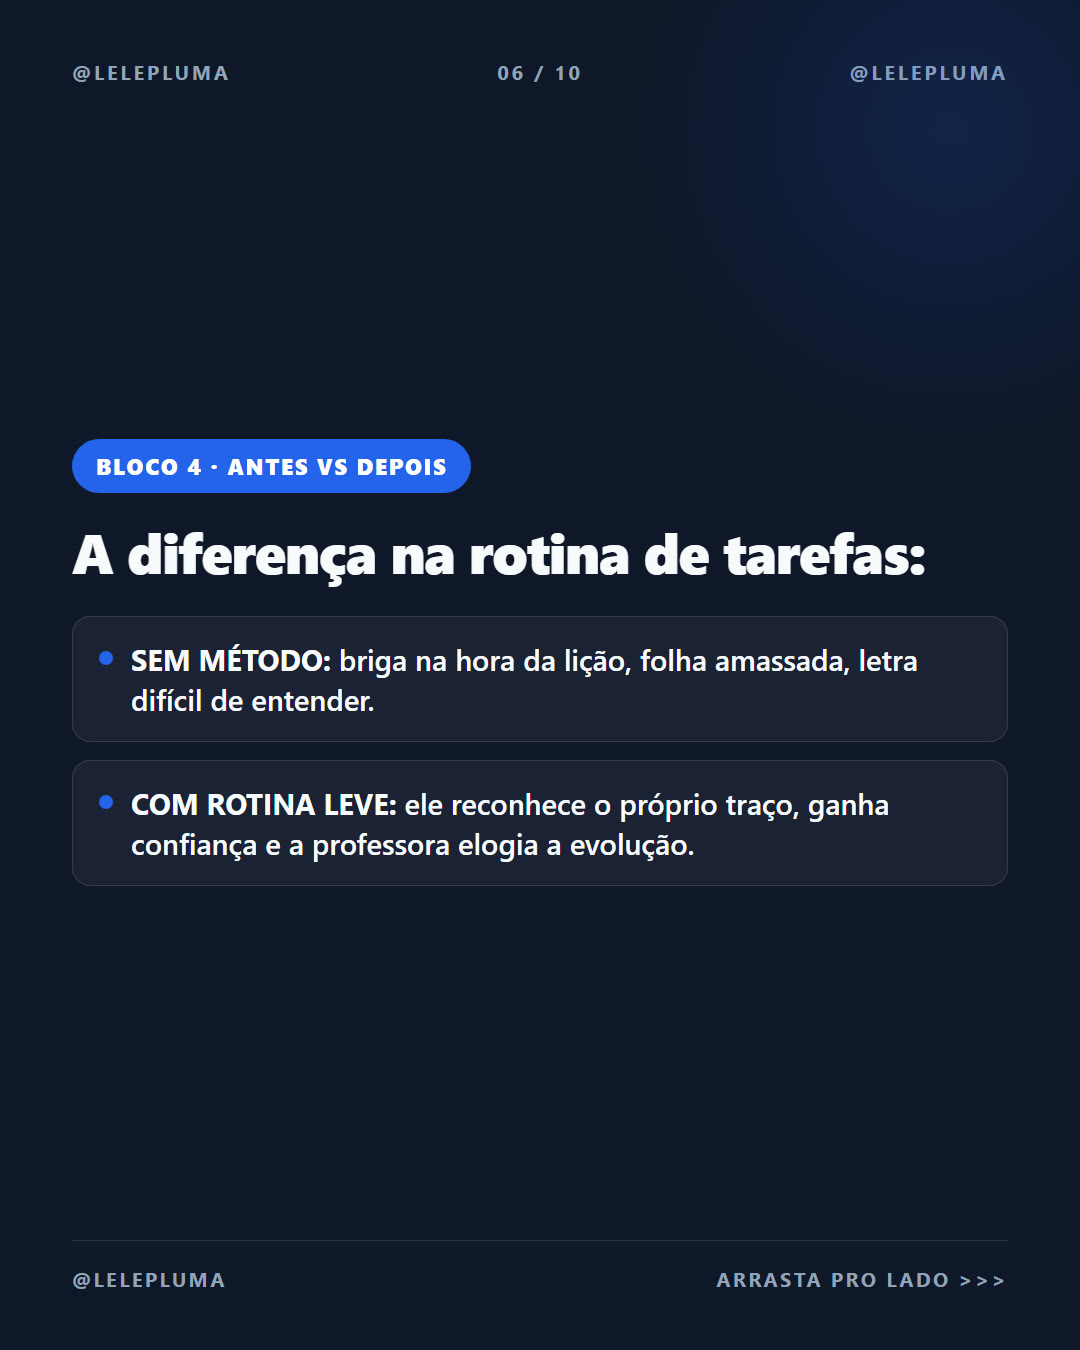 @LELEPLUMA 06 / 10 @LELEPLUMA
BLOCO 4 · ANTES VS DEPOIS
A diferença na rotina de tarefas:
SEM MÉTODO: briga na hora da lição, folha amassada, letra
difícil de entender.
COM ROTINA LEVE: ele reconhece o próprio traço, ganha
confiança e a professora elogia a evolução.
@LELEPLUMA ARRASTA PRO LADO >>>